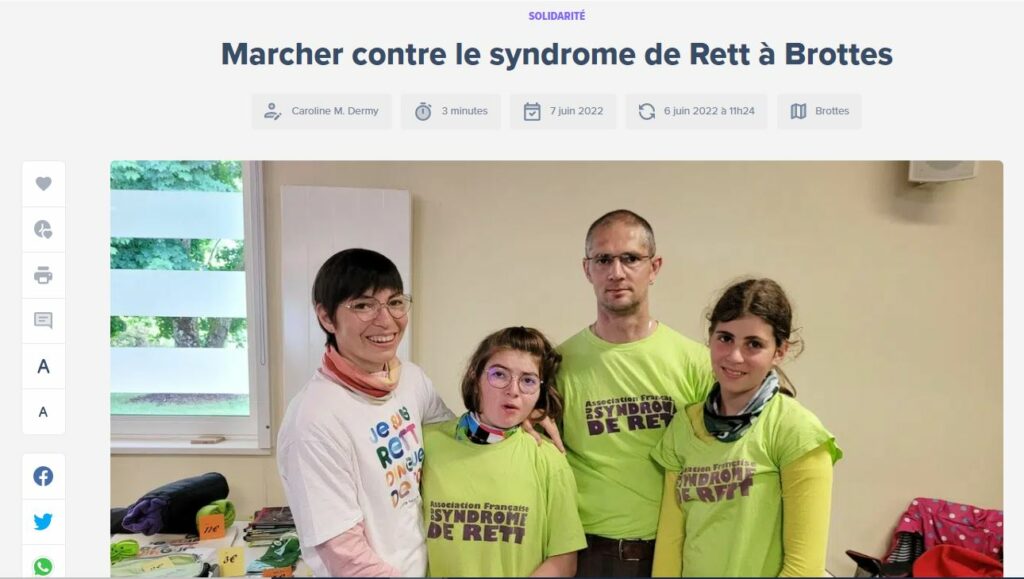 SOLIDARITÉ
Marcher contre le syndrome de Rett à Brottes
Caroline M. Dermy
3 minutes
7 juin 2022
6 juin 2022 à 11h24
Brottes
A
A
JE SUIS
RETT
DINGUE
DE
Association Française
DU SYNDROME
DE RETT
Association Française
DU SYNDROME
DE RETT
Association Française
DU SYNDROME
DE RETT
11€
3€